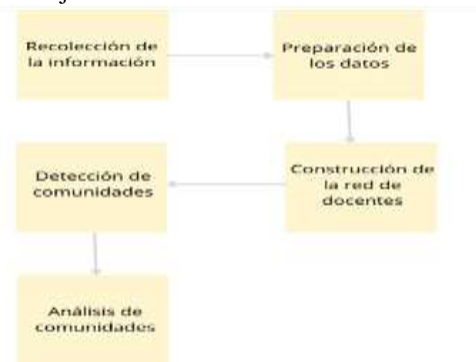 Recolección de
la información
Preparación de
los datos
Construcción de
la red de
docentes
Detección de
comunidades
Análisis de
comunidades